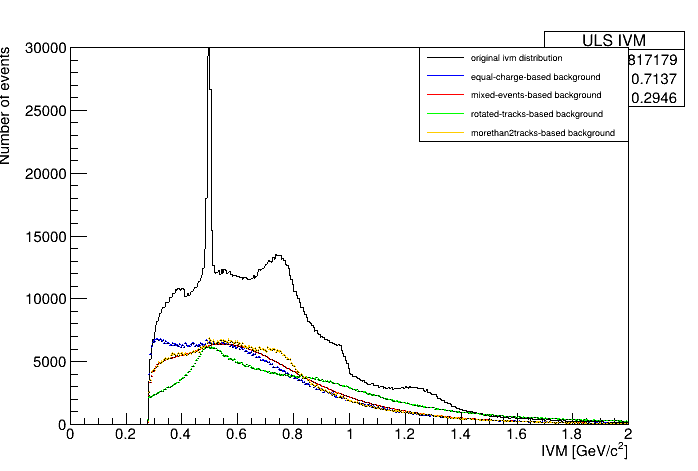 ULS IVM
817179
0.7137
0.2946
original ivm distribution
equal-charge-based background
mixed-events-based background
rotated-tracks-based background
morethan2tracks-based background
Number of events
30000
25000
20000
15000
10000
5000
0
0 0.2 0.4 0.6 0.8 1 1.2 1.4 1.6 1.8 2
IVM [GeV/c²]